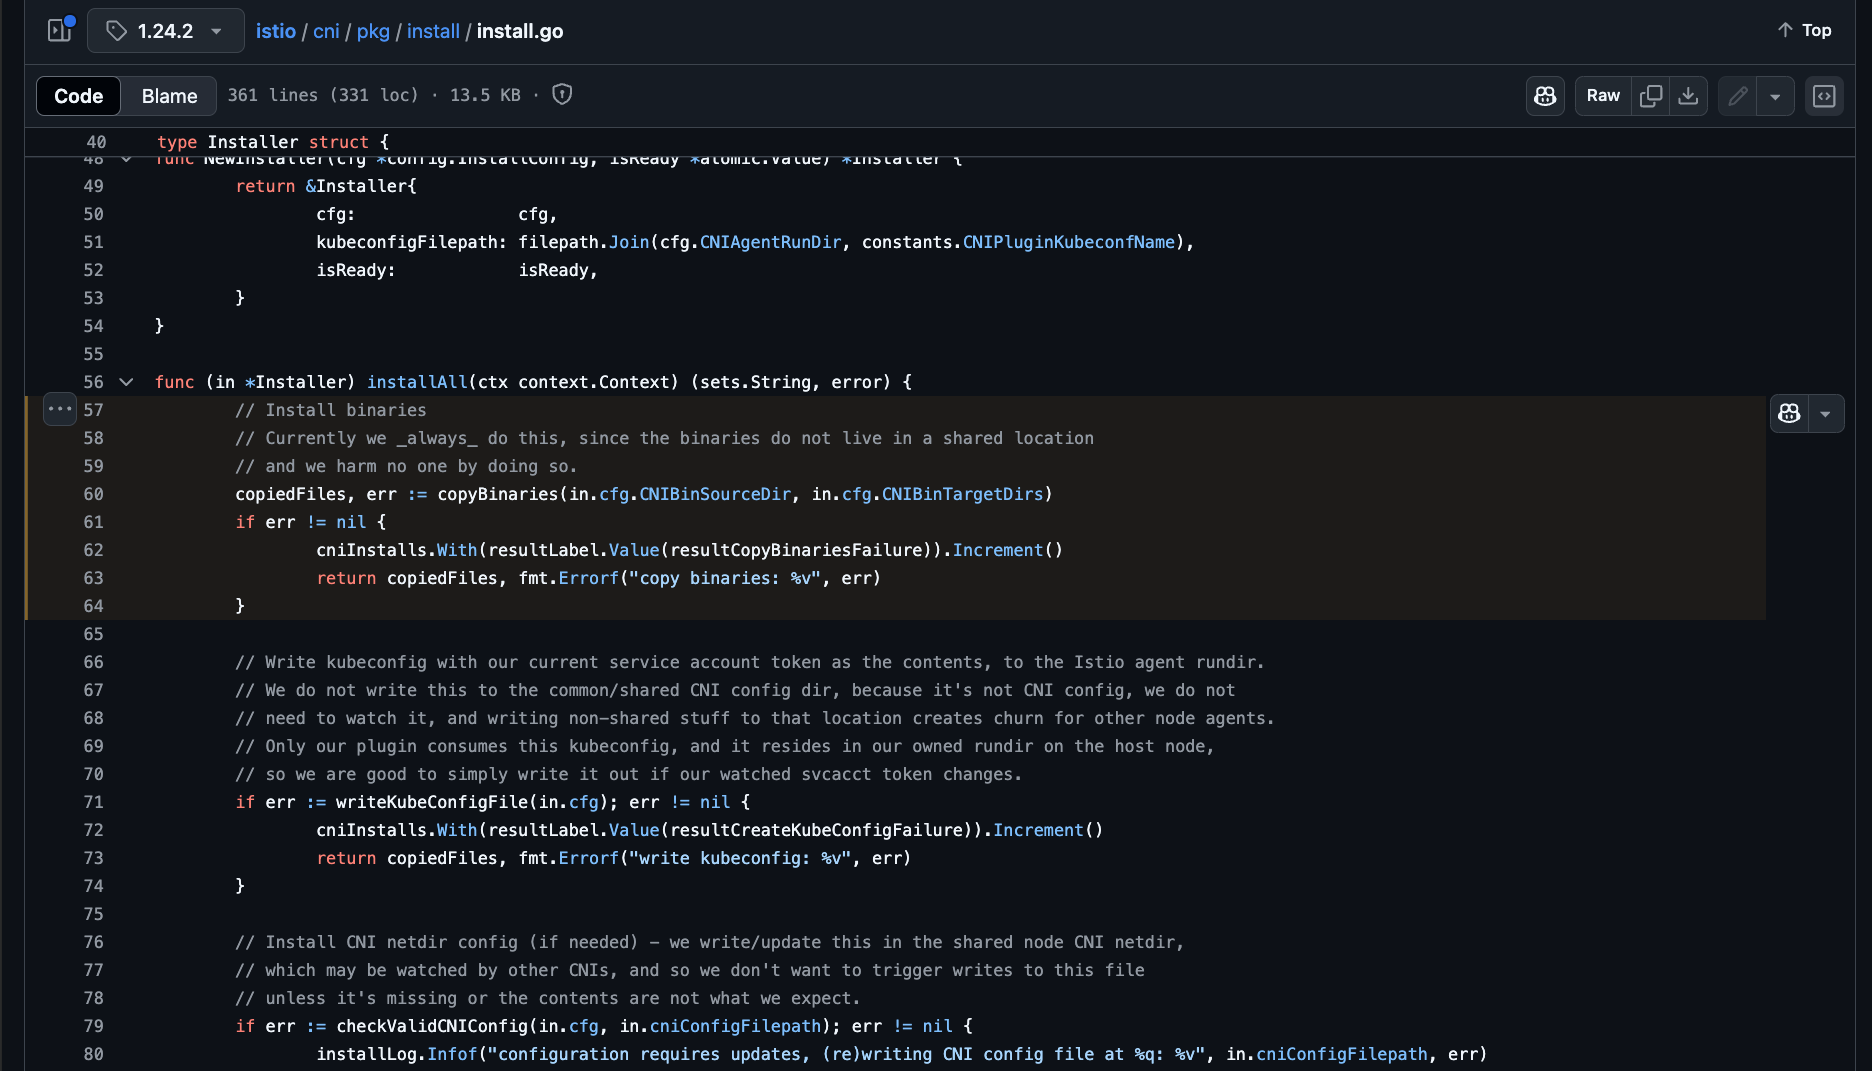 1.24.2 istio / cni / pkg / install / install.go Top
Code Blame 361 lines (331 loc) · 13.5 KB · Raw
40 type Installer struct {
48 func NewInstaller(cfg *config.InstallConfig, isReady *atomic.Value) *Installer {
49 return &Installer{
50 cfg: cfg,
51 kubeconfigFilepath: filepath.Join(cfg.CNIAgentRunDir, constants.CNIPluginKubeconfName),
52 isReady: isReady,
53 }
54 }
55
56 func (in *Installer) installAll(ctx context.Context) (sets.String, error) {
57 // Install binaries
58 // Currently we _always_ do this, since the binaries do not live in a shared location
59 // and we harm no one by doing so.
60 copiedFiles, err := copyBinaries(in.cfg.CNIBinSourceDir, in.cfg.CNIBinTargetDirs)
61 if err != nil {
62 cniInstalls.With(resultLabel.Value(resultCopyBinariesFailure)).Increment()
63 return copiedFiles, fmt.Errorf("copy binaries: %v", err)
64 }
65
66 // Write kubeconfig with our current service account token as the contents, to the Istio agent rundir.
67 // We do not write this to the common/shared CNI config dir, because it's not CNI config, we do not
68 // need to watch it, and writing non-shared stuff to that location creates churn for other node agents.
69 // Only our plugin consumes this kubeconfig, and it resides in our owned rundir on the host node,
70 // so we are good to simply write it out if our watched svcacct token changes.
71 if err := writeKubeConfigFile(in.cfg); err != nil {
72 cniInstalls.With(resultLabel.Value(resultCreateKubeConfigFailure)).Increment()
73 return copiedFiles, fmt.Errorf("write kubeconfig: %v", err)
74 }
75
76 // Install CNI netdir config (if needed) - we write/update this in the shared node CNI netdir,
77 // which may be watched by other CNIs, and so we don't want to trigger writes to this file
78 // unless it's missing or the contents are not what we expect.
79 if err := checkValidCNIConfig(in.cfg, in.cniConfigFilepath); err != nil {
80 installLog.Infof("configuration requires updates, (re)writing CNI config file at %q: %v", in.cniConfigFilepath, err)